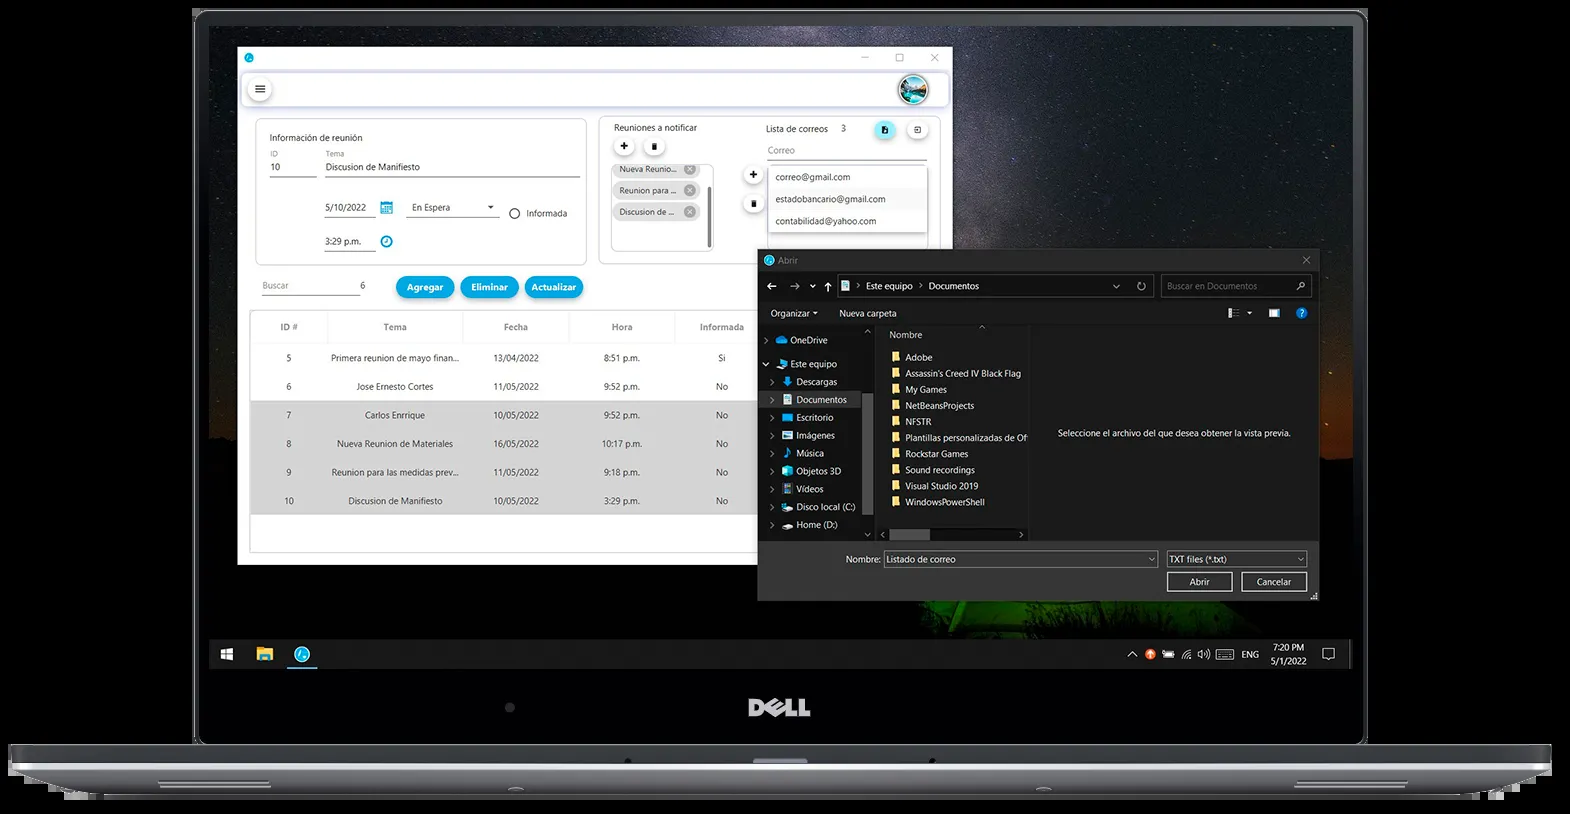 Información de reunión
ID
Tema
10
Discusion de Manifiesto
5/10/2022
En Espera
Informada
3:29 p.m.
Reuniones a notificar
Nueva Reunio...
Reunion para ...
Discusion de ...
Lista de correos 3
Correo
correo@gmail.com
estadobancario@gmail.com
contabilidad@yahoo.com
Buscar 6
Agregar
Eliminar
Actualizar
ID # Tema Fecha Hora Informada
5 Primera reunion de mayo finan... 13/04/2022 8:51 p.m. Si
6 Jose Ernesto Cortes 11/05/2022 9:52 p.m. No
7 Carlos Enrrique 10/05/2022 9:52 p.m. No
8 Nueva Reunion de Materiales 16/05/2022 10:17 p.m. No
9 Reunion para las medidas prev... 11/05/2022 9:18 p.m. No
10 Discusion de Manifiesto 10/05/2022 3:29 p.m. No
Abrir
Este equipo Documentos
Buscar en Documentos
Organizar
Nueva carpeta
OneDrive
Este equipo
Descargas
Documentos
Escritorio
Imágenes
Música
Objetos 3D
Vídeos
Disco local (C:)
Home (D:)
Nombre
Adobe
Assassin's Creed IV Black Flag
My Games
NetBeansProjects
NFSTR
Plantillas personalizadas de Of
Rockstar Games
Sound recordings
Visual Studio 2019
WindowsPowerShell
Seleccione el archivo del que desea obtener la vista previa.
Nombre: Listado de correo
TXT files (*.txt)
Abrir
Cancelar
ENG
7:20 PM
5/1/2022
DELL